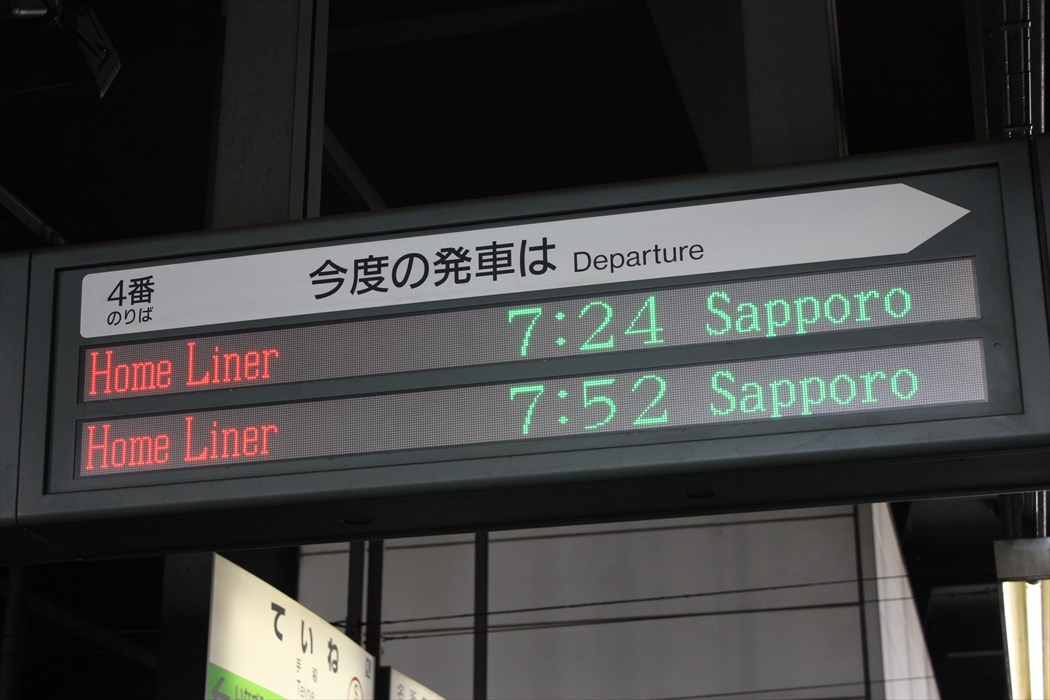 4番
のりば
今度の発車は Departure
Home Liner 7:24 Sapporo
Home Liner 7:52 Sapporo
ていね